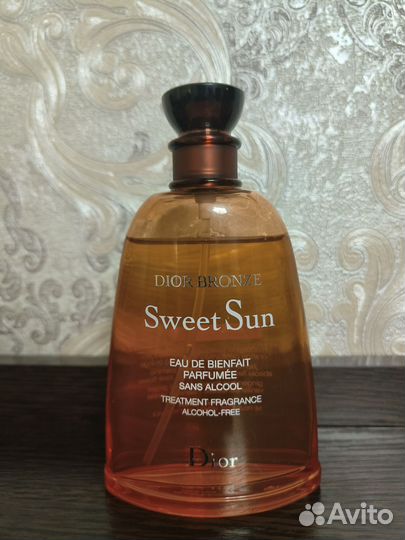 DIOR BRONZE
Sweet Sun
EAU DE BIENFAIT
PARFUMÉE
SANS ALCOOL
TREATMENT FRAGRANCE
ALCOHOL-FREE
Dior
Avito